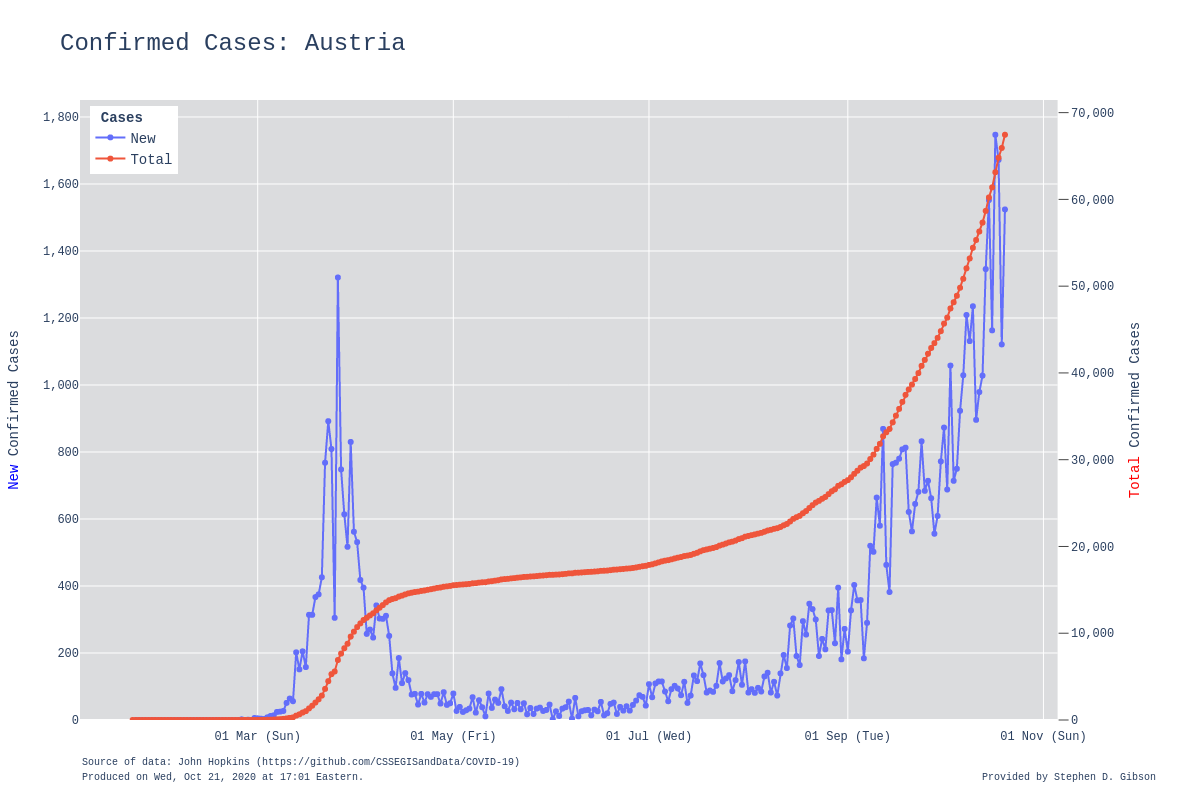 Confirmed Cases: Austria
Cases
New
Total
1,800
1,600
1,400
1,200
1,000
800
600
400
200
0
70,000
60,000
50,000
40,000
30,000
20,000
10,000
0
New Confirmed Cases
Total Confirmed Cases
01 Mar (Sun)
01 May (Fri)
01 Jul (Wed)
01 Sep (Tue)
01 Nov (Sun)
Source of data: John Hopkins (https://github.com/CSSEGISandData/COVID-19)
Produced on Wed, Oct 21, 2020 at 17:01 Eastern.
Provided by Stephen D. Gibson